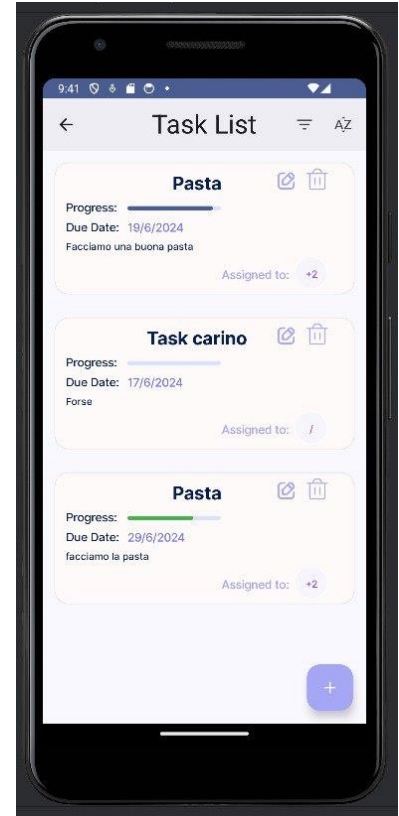 9:41
Task List
AZ
Pasta
Progress:
Due Date: 19/6/2024
Facciamo una buona pasta
Assigned to: +2
Task carino
Progress:
Due Date: 17/6/2024
Forse
Assigned to: /
Pasta
Progress:
Due Date: 29/6/2024
facciamo la pasta
Assigned to: +2
+